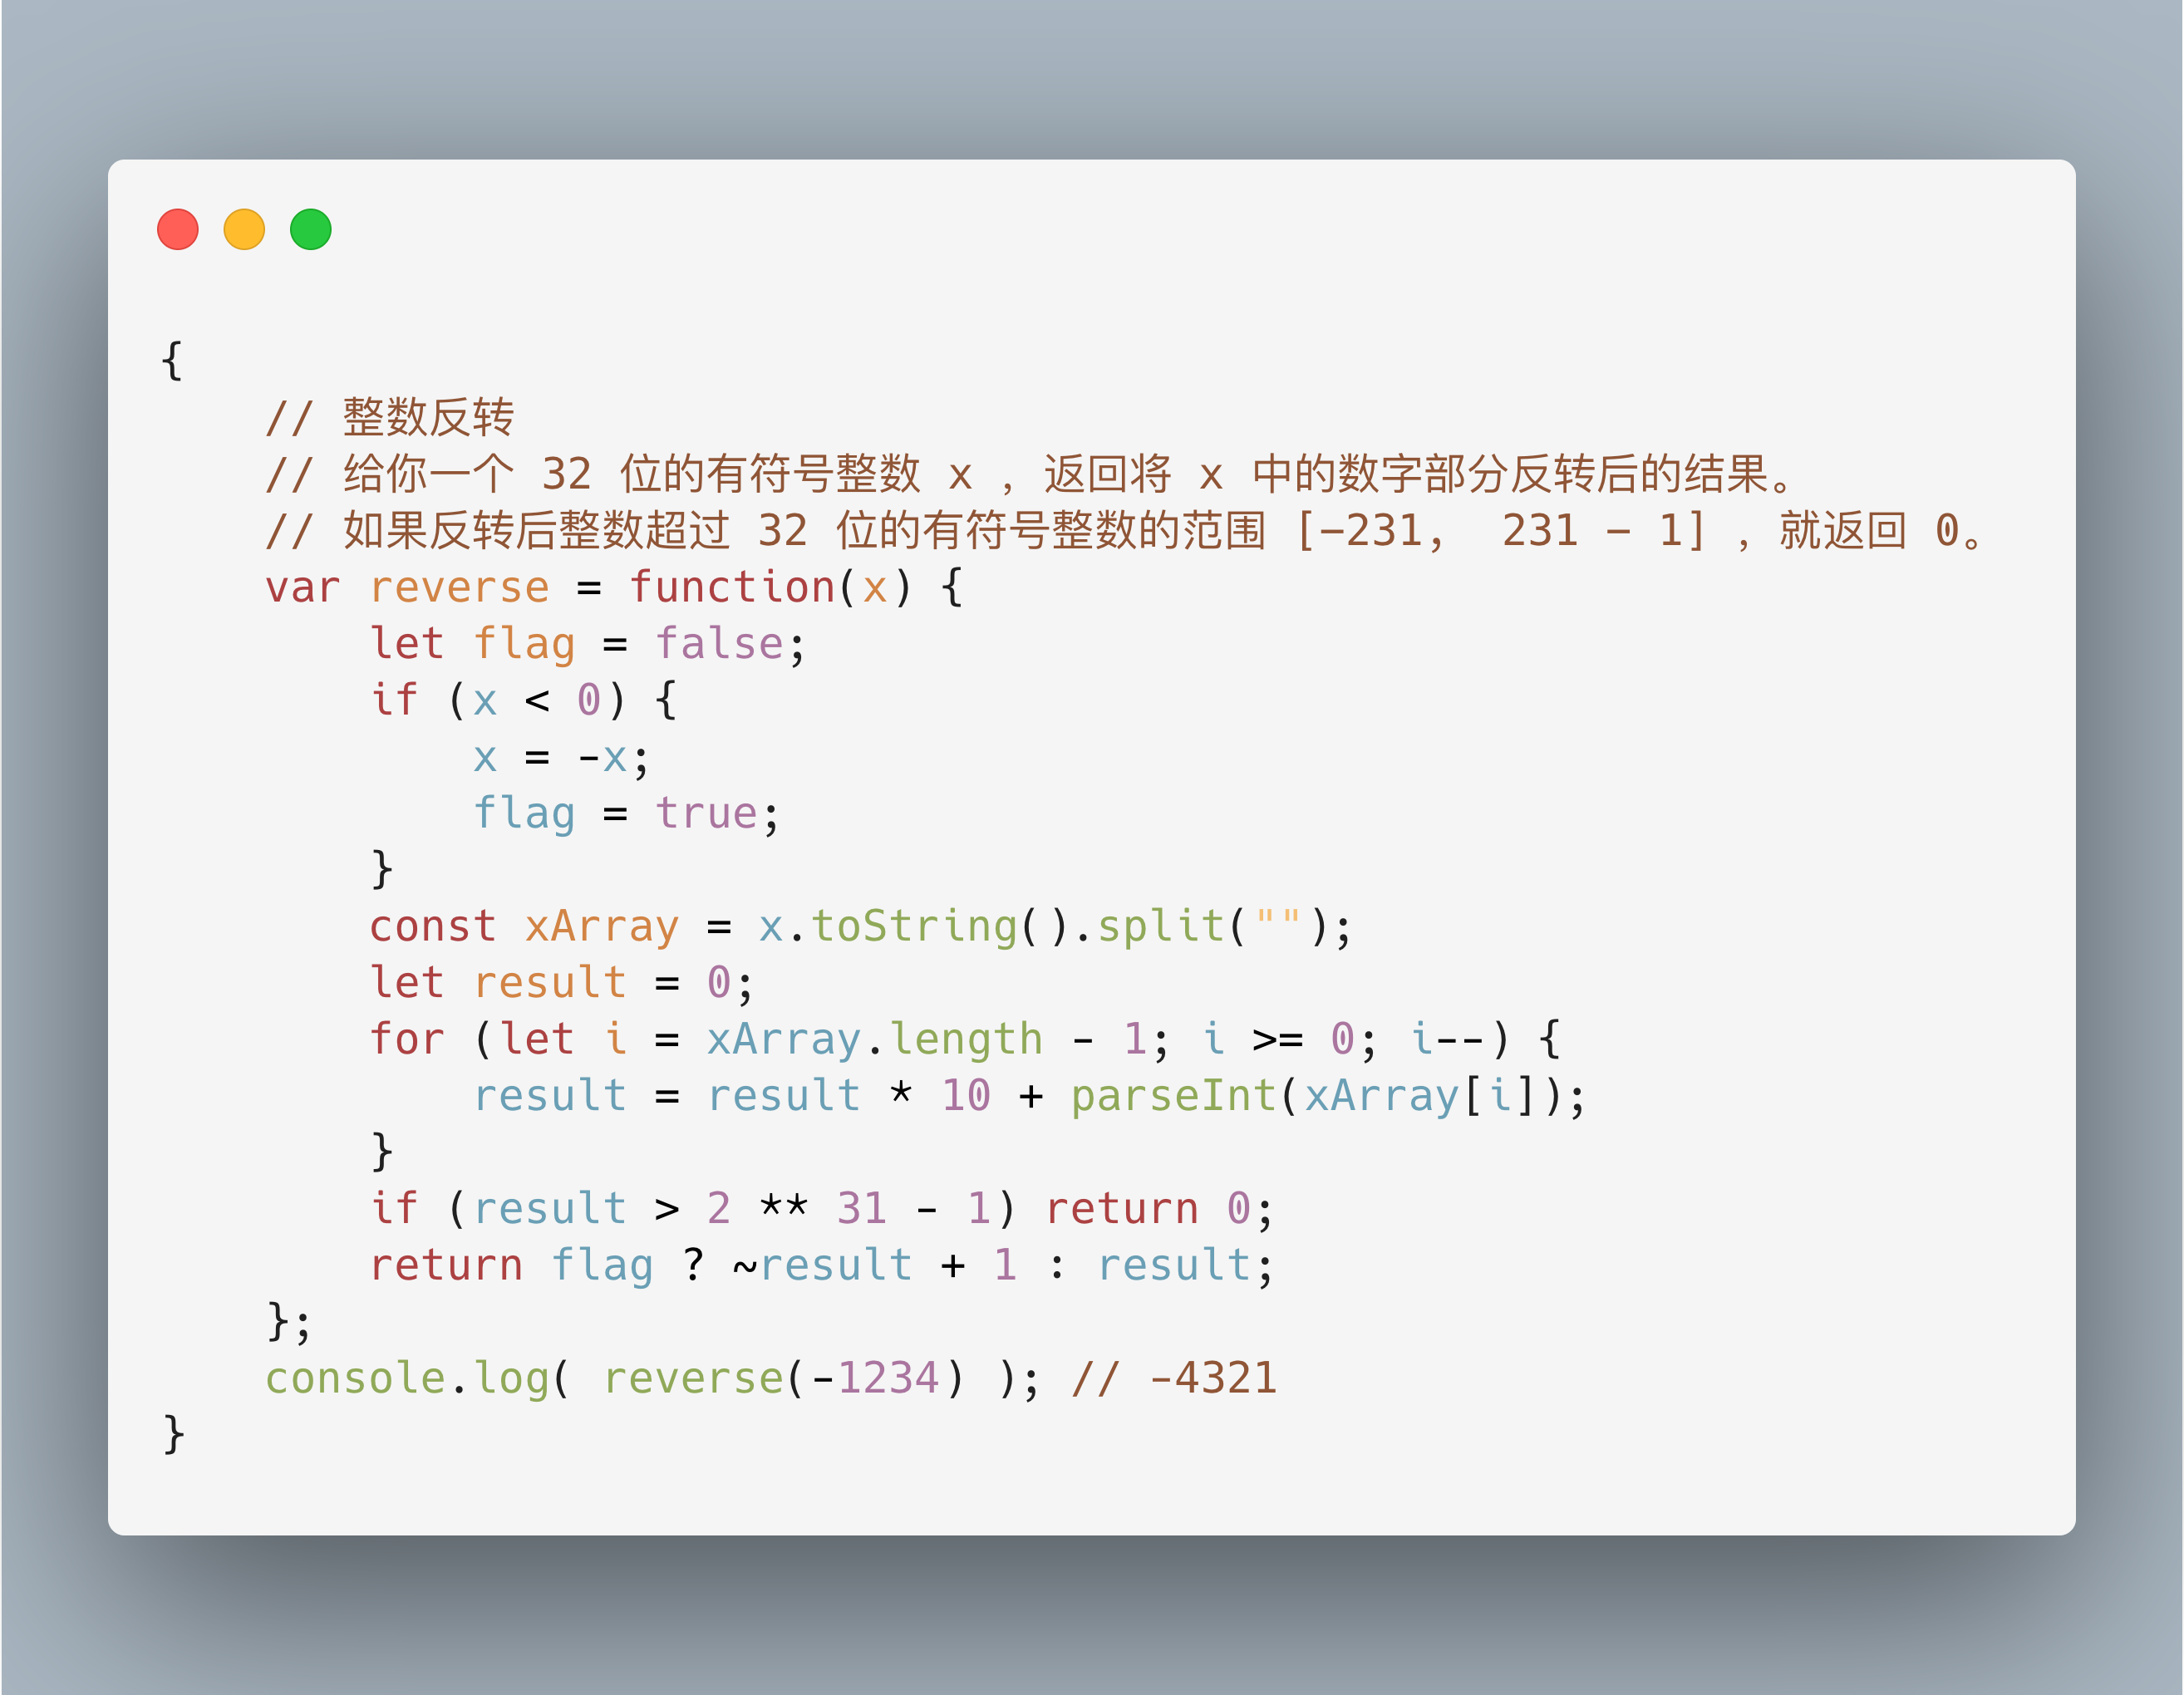 {
    // 整数反转
    // 给你一个 32 位的有符号整数 x ，返回将 x 中的数字部分反转后的结果。
    // 如果反转后整数超过 32 位的有符号整数的范围 [−231,  231 − 1] ，就返回 0。
    var reverse = function(x) {
        let flag = false;
        if (x < 0) {
            x = -x;
            flag = true;
        }
        const xArray = x.toString().split("");
        let result = 0;
        for (let i = xArray.length - 1; i >= 0; i--) {
            result = result * 10 + parseInt(xArray[i]);
        }
        if (result > 2 ** 31 - 1) return 0;
        return flag ? ~result + 1 : result;
    };
    console.log( reverse(-1234) ); // -4321
}